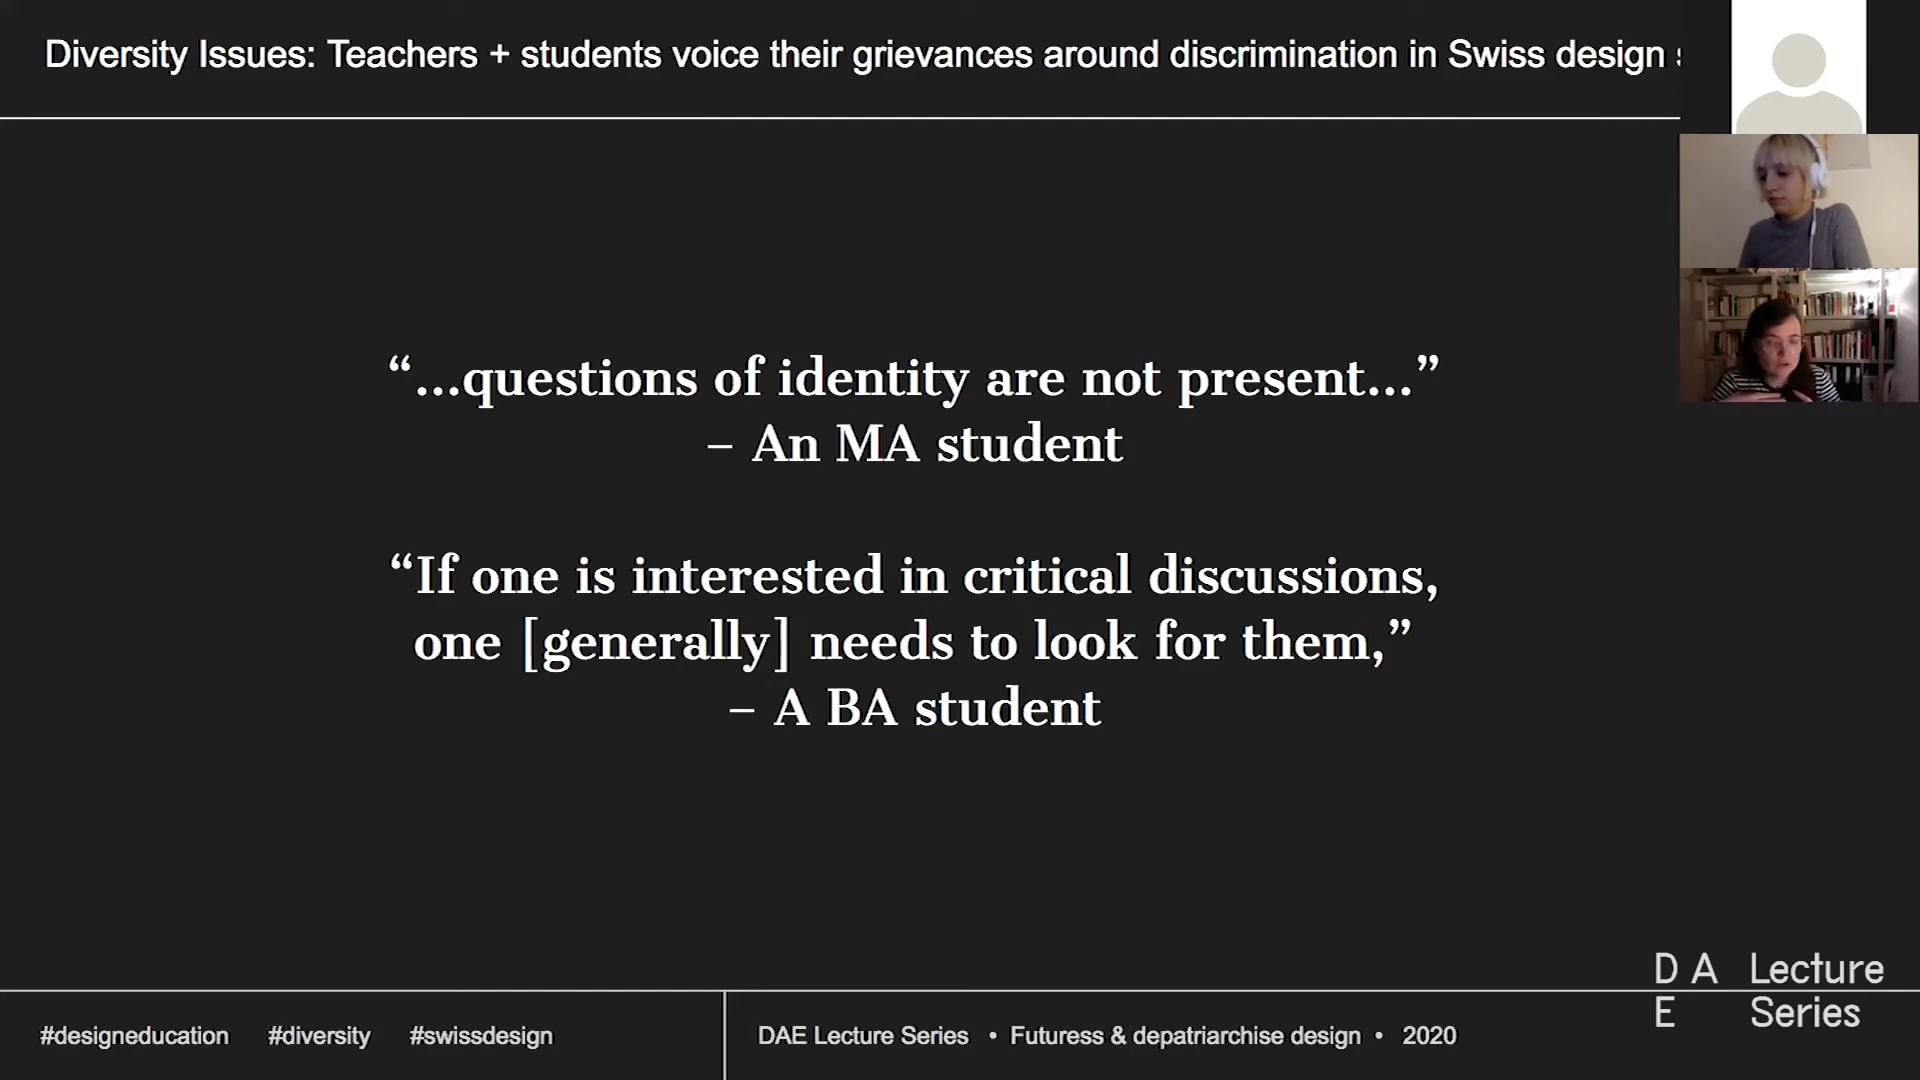 Diversity Issues: Teachers + students voice their grievances around discrimination in Swiss design
“...questions of identity are not present...”
– An MA student
“If one is interested in critical discussions,
one [generally] needs to look for them,”
– A BA student
D A Lecture
E Series
#designeducation #diversity #swissdesign
DAE Lecture Series • Futuress & depatriarchise design • 2020